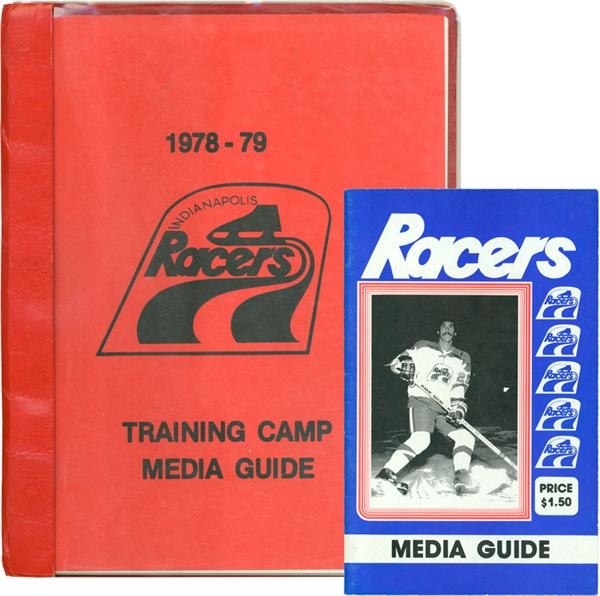 1978 - 79
INDIANAPOLIS
Racers
TRAINING CAMP
MEDIA GUIDE
Racers
Racers
Racers
Racers
Racers
Racers
Racers
PRICE
$1.50
MEDIA GUIDE